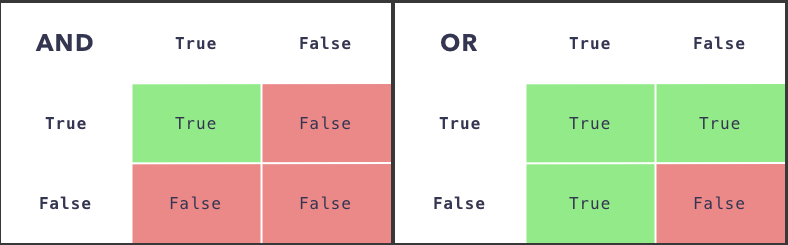 AND True False
True True False
False False False
OR True False
True True True
False True False